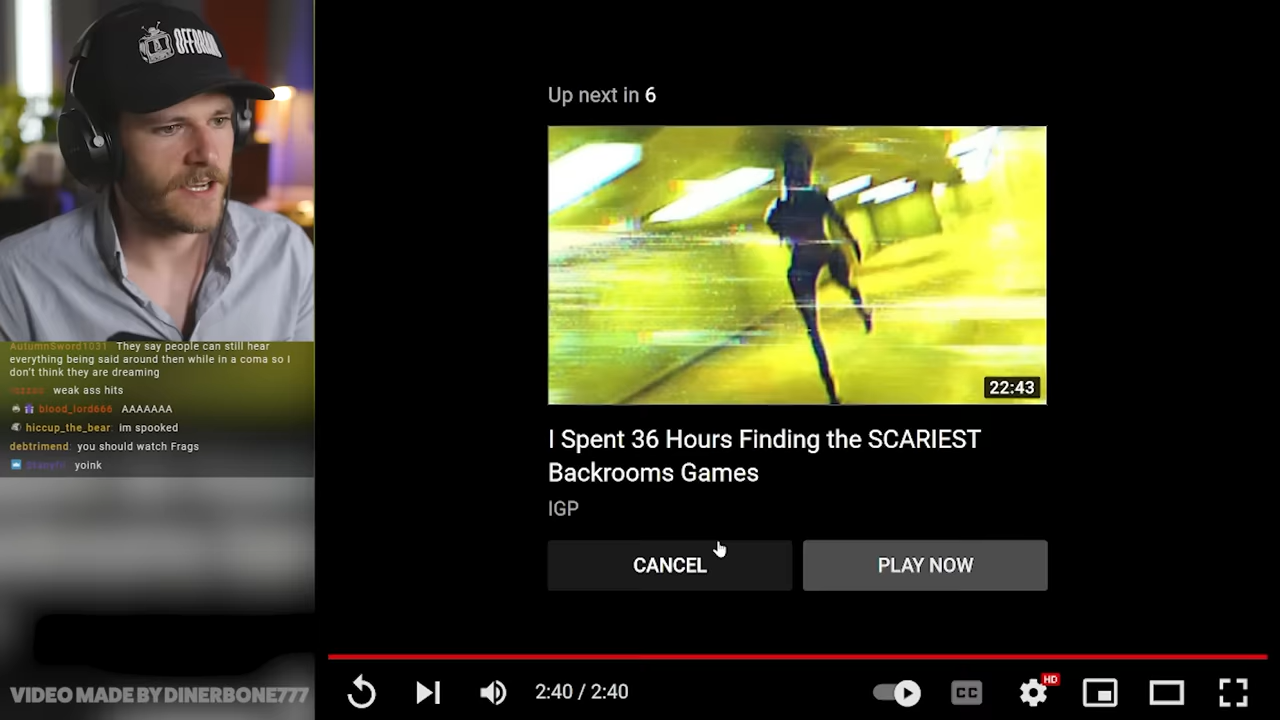 OFFBRAND
Up next in 6
22:43
I Spent 36 Hours Finding the SCARIEST
Backrooms Games
IGP
CANCEL
PLAY NOW
AutumnSword1031 They say people can still hear
everything being said around then while in a coma so I
don't think they are dreaming
weak ass hits
blood_lord666 AAAAAAA
hiccup_the_bear: im spooked
debtrimend: you should watch Frags
yoink
VIDEO MADE BY DINERBONE777
2:40 / 2:40
CC
HD